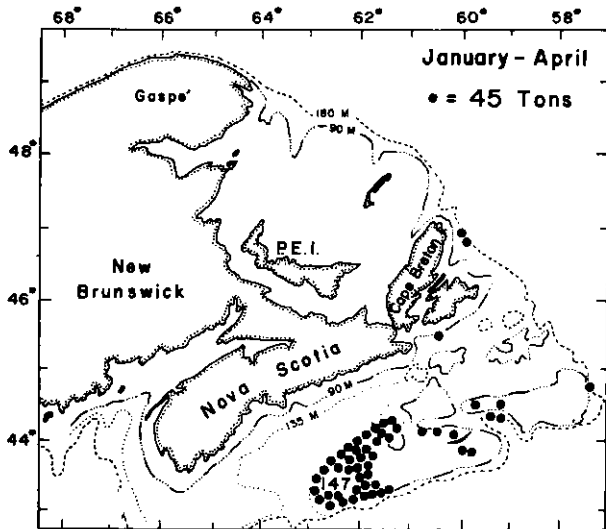 68° 66° 64° 62° 60° 58°
January - April
● = 45 Tons
Gaspe'
180 M
90 M
48°
P.E.I.
New
Brunswick
Cape Breton
46°
Nova Scotia
90 M
135 M
44°
147